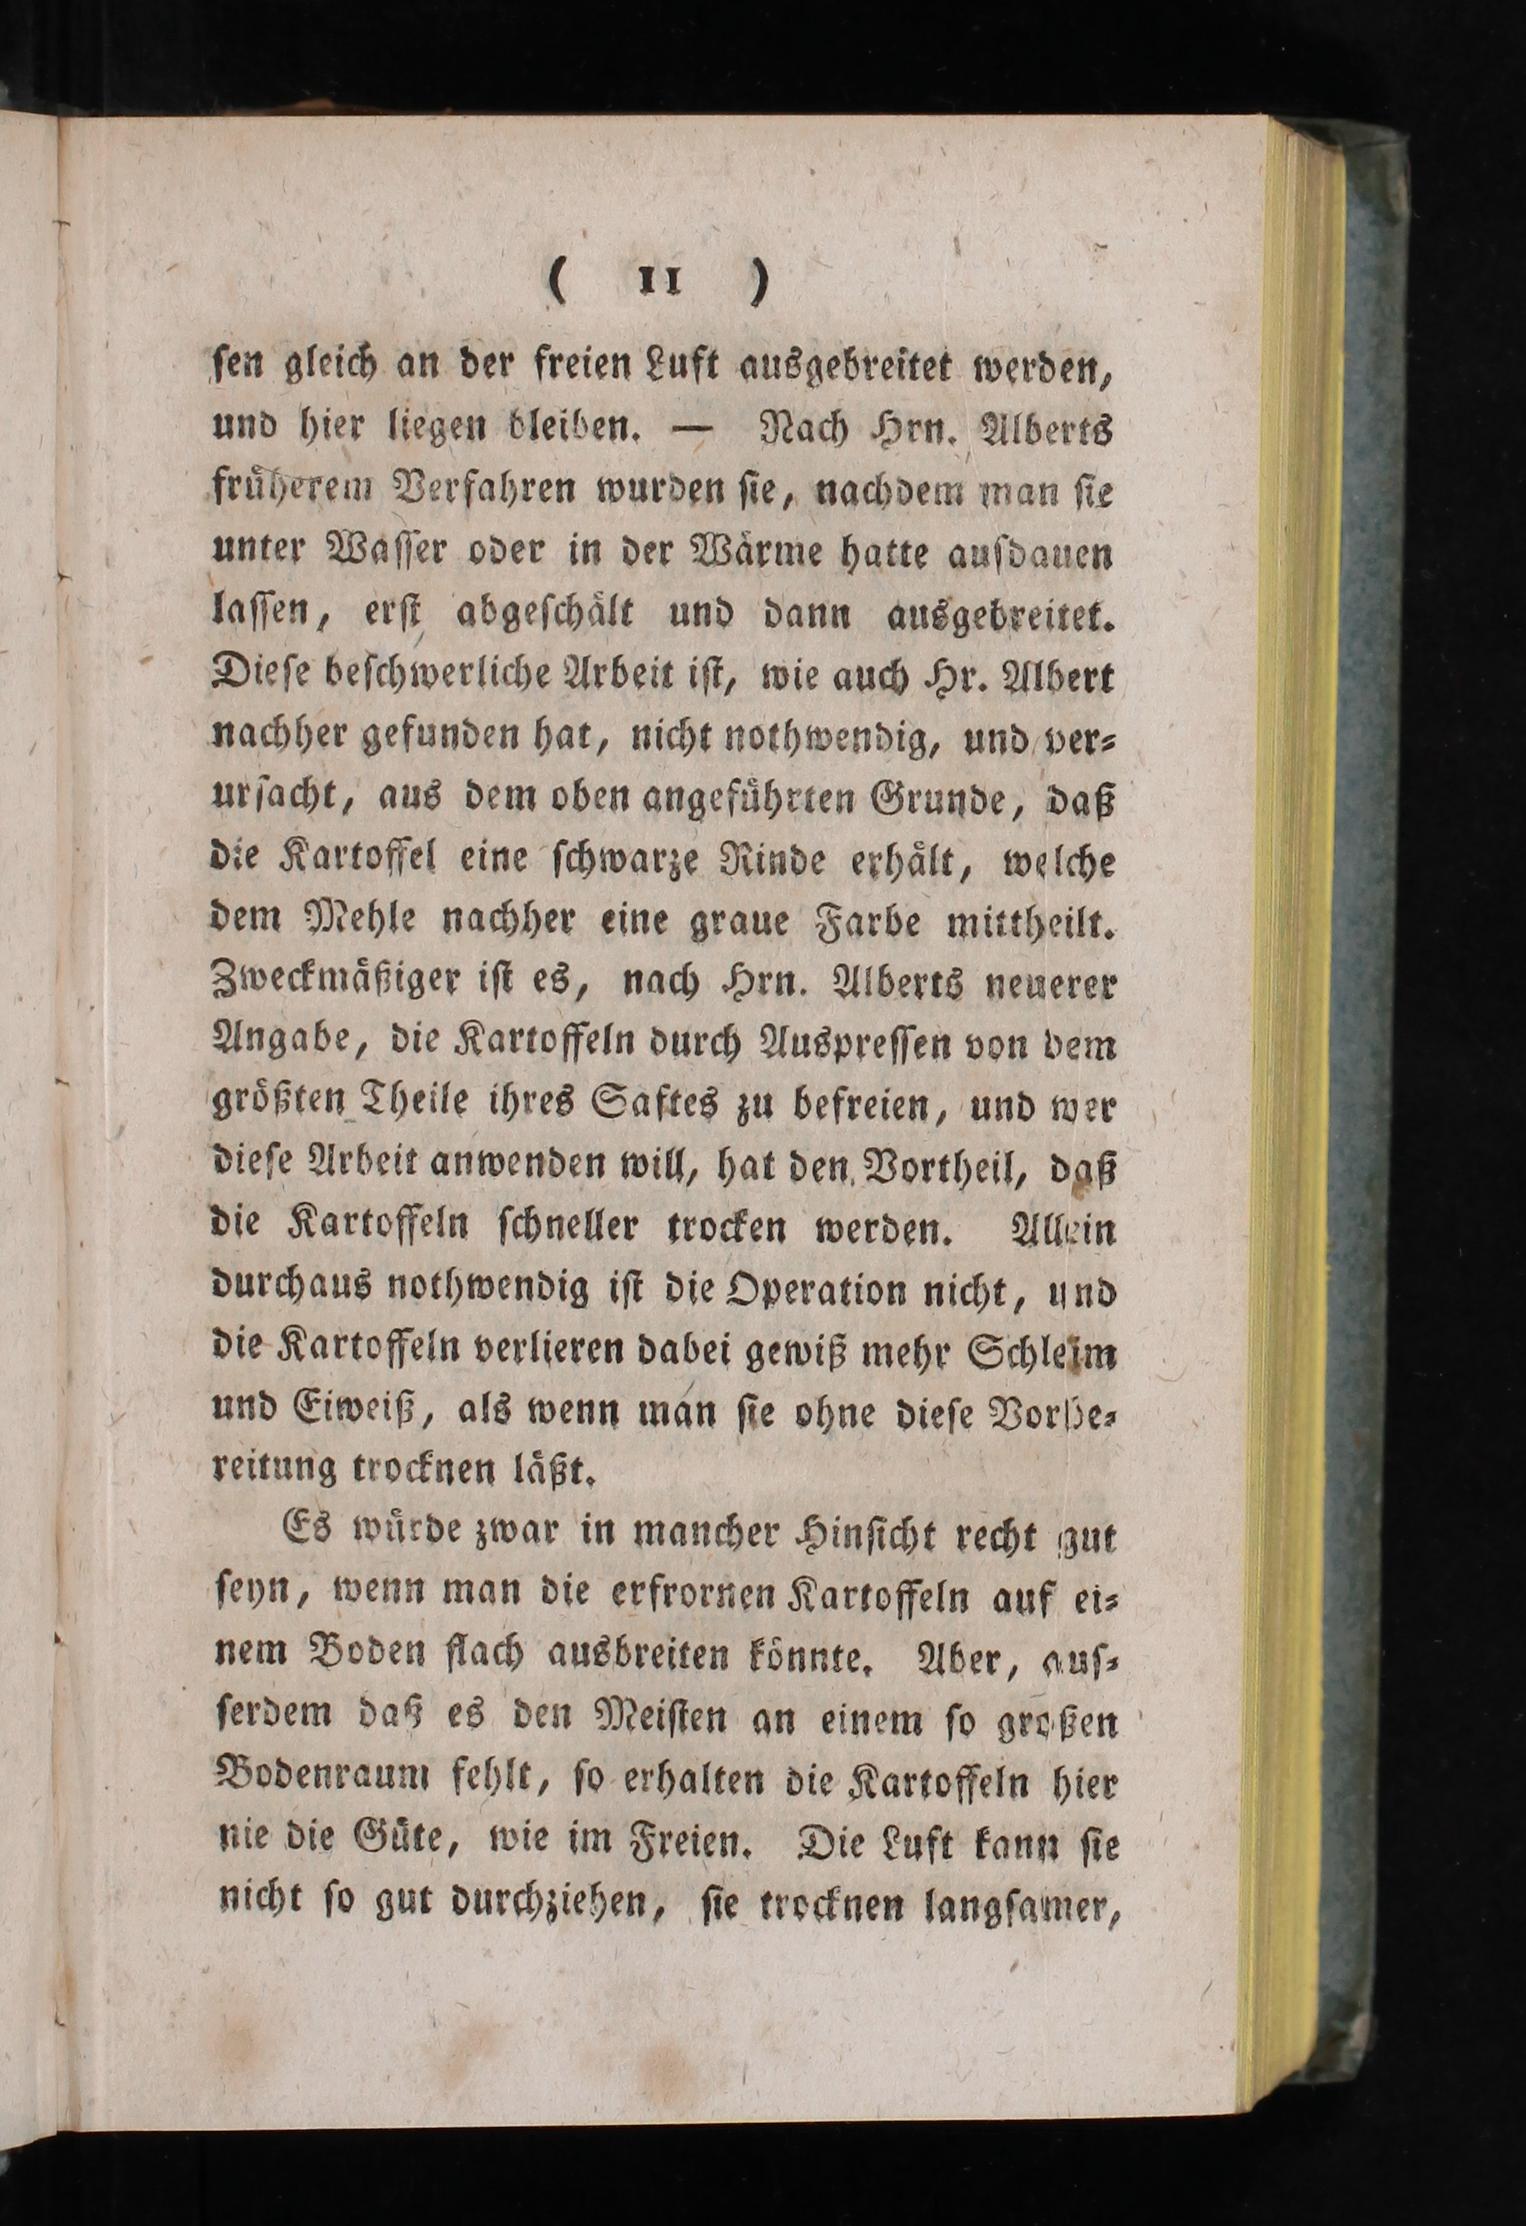 ( 11 )
ſen gleich an der freien Luft ausgebreitet werden,
und hier liegen bleiben. — Nach Hrn. Alberts
früherem Verfahren wurden ſie, nachdem man ſie
unter Waſſer oder in der Wärme hatte aufdauen
laſſen, erſt abgeſchält und dann ausgebreitet.
Dieſe beſchwerliche Arbeit iſt, wie auch Hr. Albert
nachher gefunden hat, nicht nothwendig, und ver⸗
urſacht, aus dem oben angeführten Grunde, daß
die Kartoffel eine ſchwarze Rinde erhält, welche
dem Mehle nachher eine graue Farbe mittheilt.
Zweckmäßiger iſt es, nach Hrn. Alberts neuerer
Angabe, die Kartoffeln durch Auspreſſen von dem
größten Theile ihres Saftes zu befreien, und wer
dieſe Arbeit anwenden will, hat den Vortheil, daß
die Kartoffeln ſchneller trocken werden. Allein
durchaus nothwendig iſt die Operation nicht, und
die Kartoffeln verlieren dabei gewiß mehr Schleim
und Eiweiß, als wenn man ſie ohne dieſe Vorbe⸗
reitung trocknen läßt.
Es würde zwar in mancher Hinſicht recht gut
ſeyn, wenn man die erfrornen Kartoffeln auf ei⸗
nem Boden flach ausbreiten könnte. Aber, auſ⸗
ſerdem daß es den Meiſten an einem ſo großen
Bodenraum fehlt, ſo erhalten die Kartoffeln hier
nie die Güte, wie im Freien. Die Luft kann ſie
nicht ſo gut durchziehen, ſie trocknen langſamer,